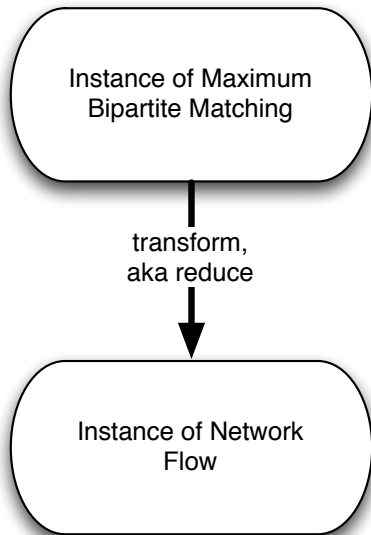 Instance of Maximum
Bipartite Matching
transform,
aka reduce
Instance of Network
Flow